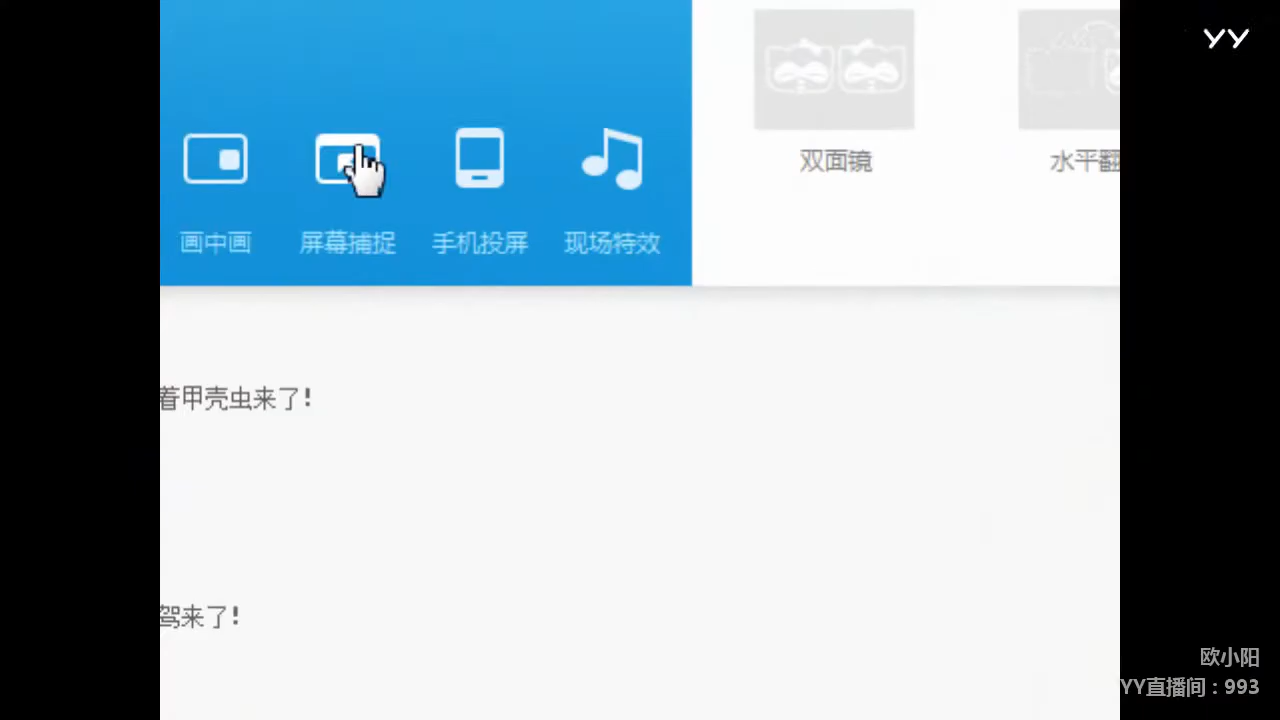 YY
双面镜
水平翻
画中画
屏幕捕捉
手机投屏
现场特效
着甲壳虫来了!
驾来了!
欧小阳
YY直播间:993